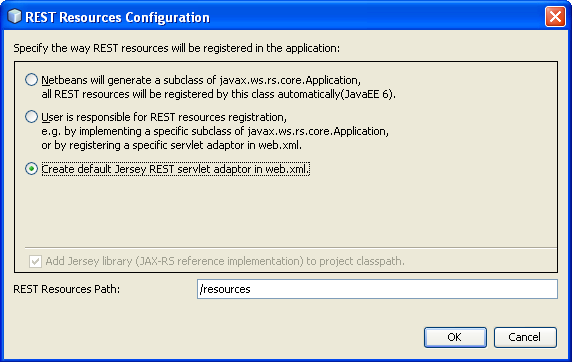 REST Resources Configuration
Specify the way REST resources will be registered in the application:
Netbeans will generate a subclass of javax.ws.rs.core.Application,
all REST resources will be registered by this class automatically(JavaEE 6).
User is responsible for REST resources registration,
e.g. by implementing a specific subclass of javax.ws.rs.core.Application,
or by registering a specific servlet adaptor in web.xml.
Create default Jersey REST servlet adaptor in web.xml.
Add Jersey library (JAX-RS reference implementation) to project classpath.
REST Resources Path: /resources
OK Cancel